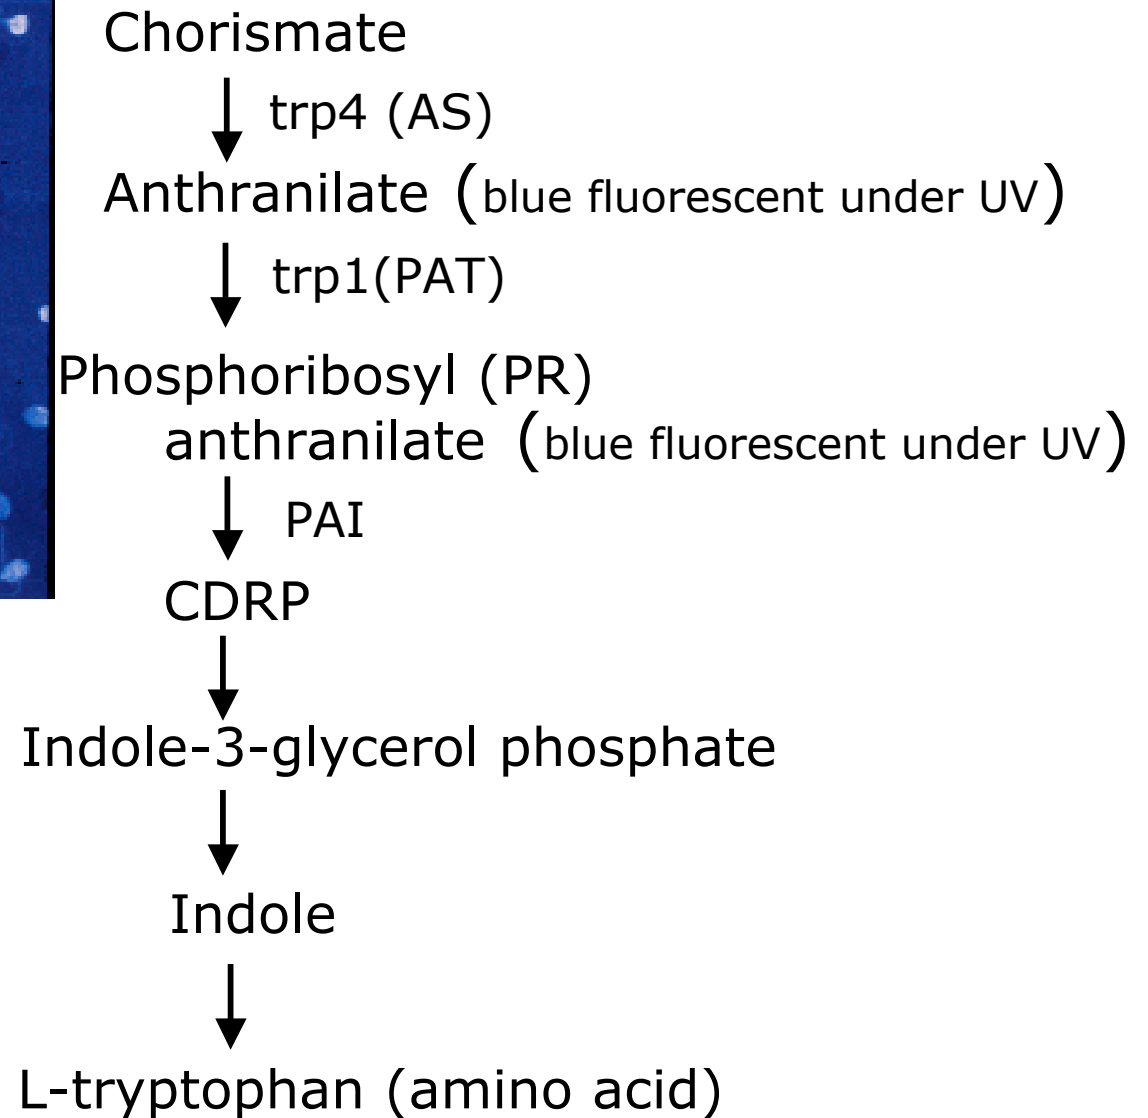 Chorismate
trp4 (AS)
Anthranilate (blue fluorescent under UV)
trp1(PAT)
Phosphoribosyl (PR)
anthranilate (blue fluorescent under UV)
PAI
CDRP
Indole-3-glycerol phosphate
Indole
L-tryptophan (amino acid)